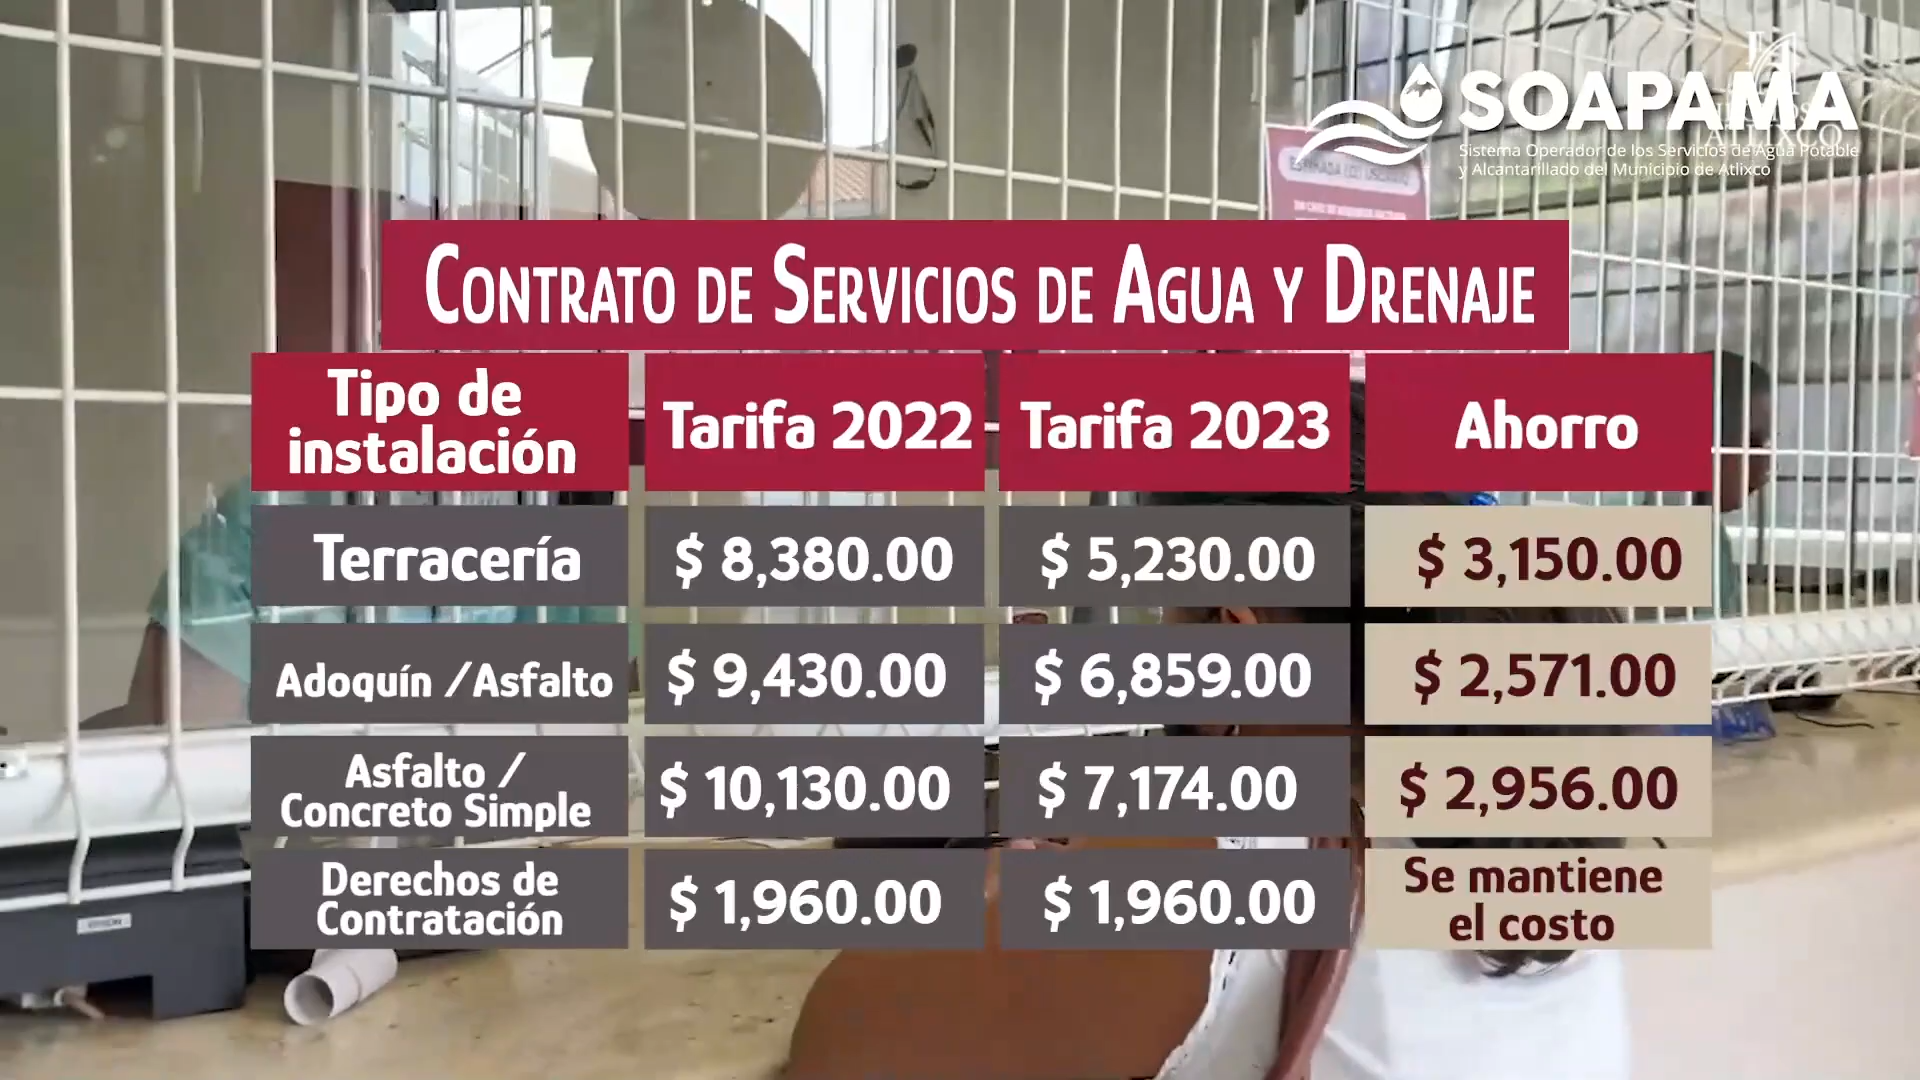 SOAPAMA
Sistema Operador de los Servicios de Agua Potable
y Alcantarillado del Municipio de Atlixco
ATLIXCO
CONTRATO DE SERVICIOS DE AGUA Y DRENAJE
Tipo de
instalación
Tarifa 2022
Tarifa 2023
Ahorro
Terracería
$ 8,380.00
$ 5,230.00
$ 3,150.00
Adoquín /Asfalto
$ 9,430.00
$ 6,859.00
$ 2,571.00
Asfalto /
Concreto Simple
$ 10,130.00
$ 7,174.00
$ 2,956.00
Derechos de
Contratación
$ 1,960.00
$ 1,960.00
Se mantiene
el costo